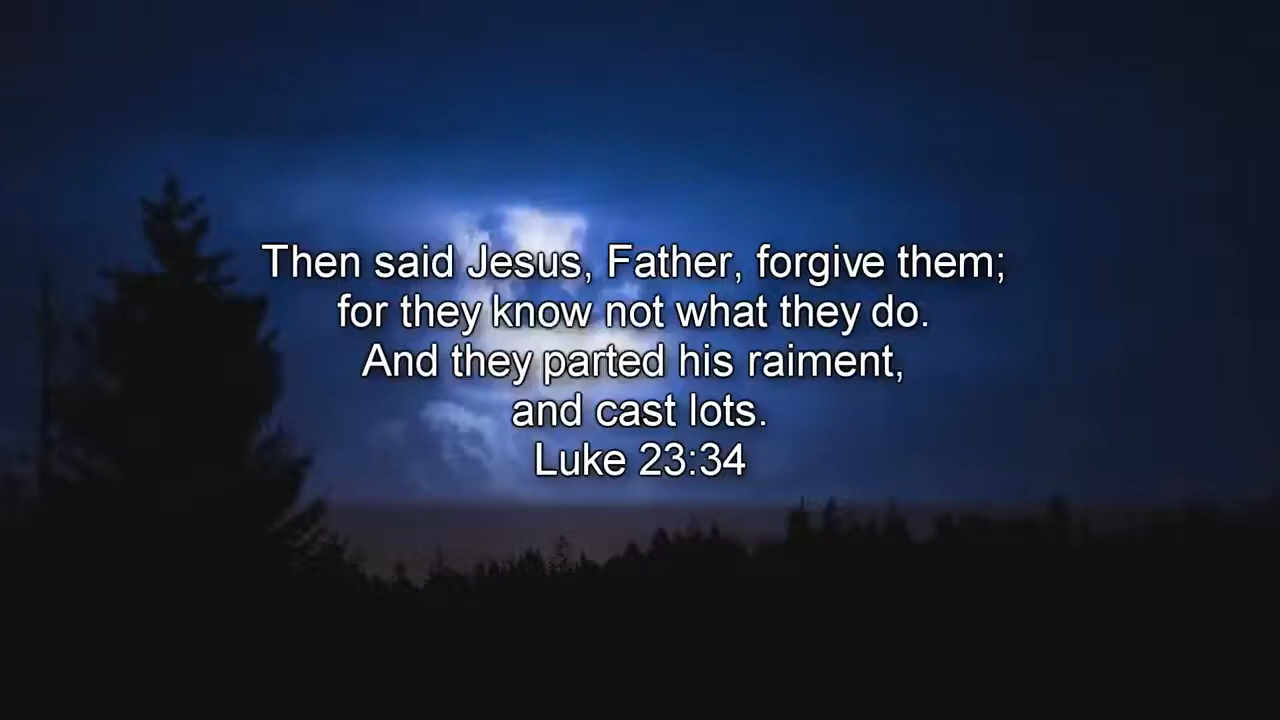 Then said Jesus, Father, forgive them;
for they know not what they do.
And they parted his raiment,
and cast lots.
Luke 23:34